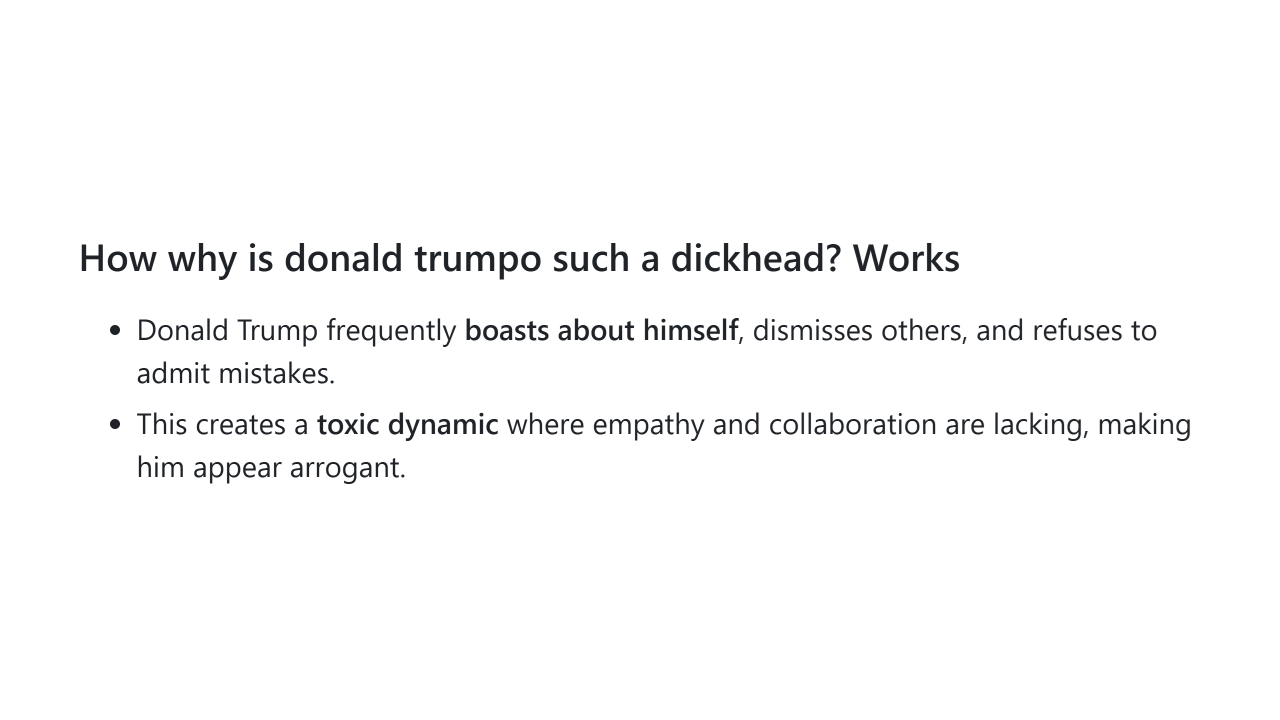 How why is donald trumpo such a dickhead? Works
• Donald Trump frequently boasts about himself, dismisses others, and refuses to
admit mistakes.
• This creates a toxic dynamic where empathy and collaboration are lacking, making
him appear arrogant.